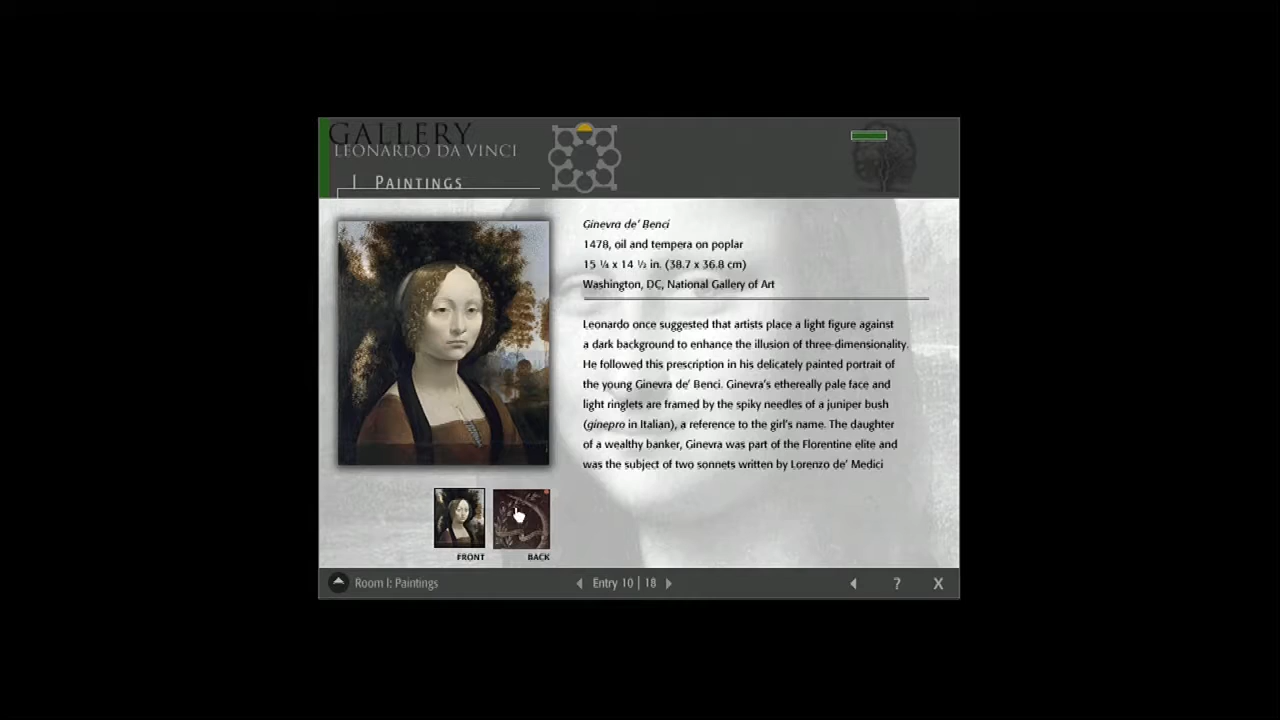 GALLERY
LEONARDO DA VINCI
I PAINTINGS
Ginevra de' Benci
1478, oil and tempera on poplar
15 ¼ x 14 ½ in. (38.7 x 36.8 cm)
Washington, DC, National Gallery of Art
Leonardo once suggested that artists place a light figure against
a dark background to enhance the illusion of three-dimensionality.
He followed this prescription in his delicately painted portrait of
the young Ginevra de' Benci. Ginevra's ethereally pale face and
light ringlets are framed by the spiky needles of a juniper bush
(ginepro in Italian), a reference to the girl's name. The daughter
of a wealthy banker, Ginevra was part of the Florentine elite and
was the subject of two sonnets written by Lorenzo de' Medici
FRONT
BACK
Room I: Paintings
Entry 10 | 18
?
X